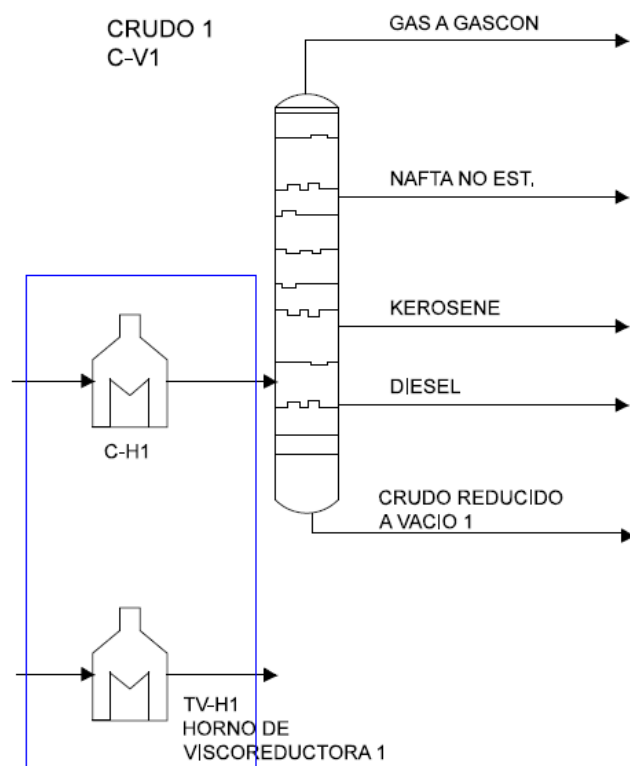 CRUDO 1
C-V1
GAS A GASCON
NAFTA NO EST.
KEROSENE
DIESEL
C-H1
CRUDO REDUCIDO
A VACIO 1
TV-H1
HORNO DE
VISCOREDUCTORA 1